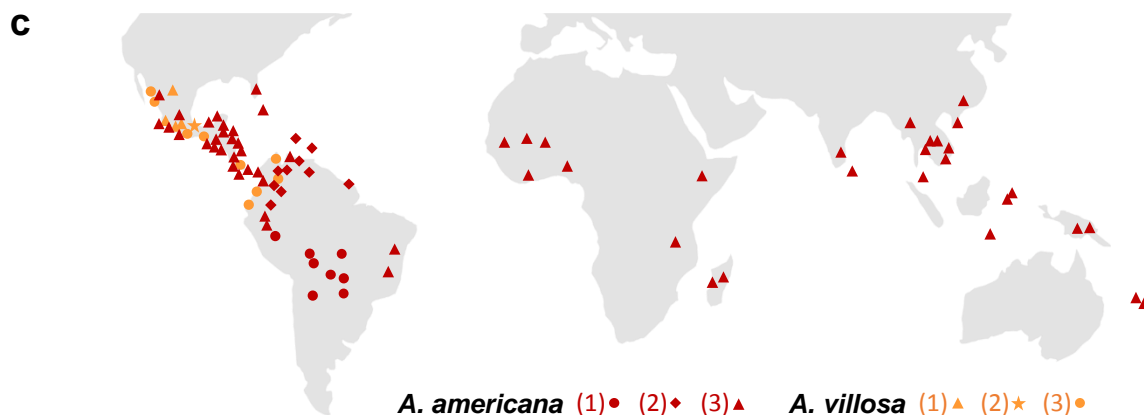 c
A. americana (1)● (2)◆ (3)▲ A. villosa (1)▲ (2)★ (3)●